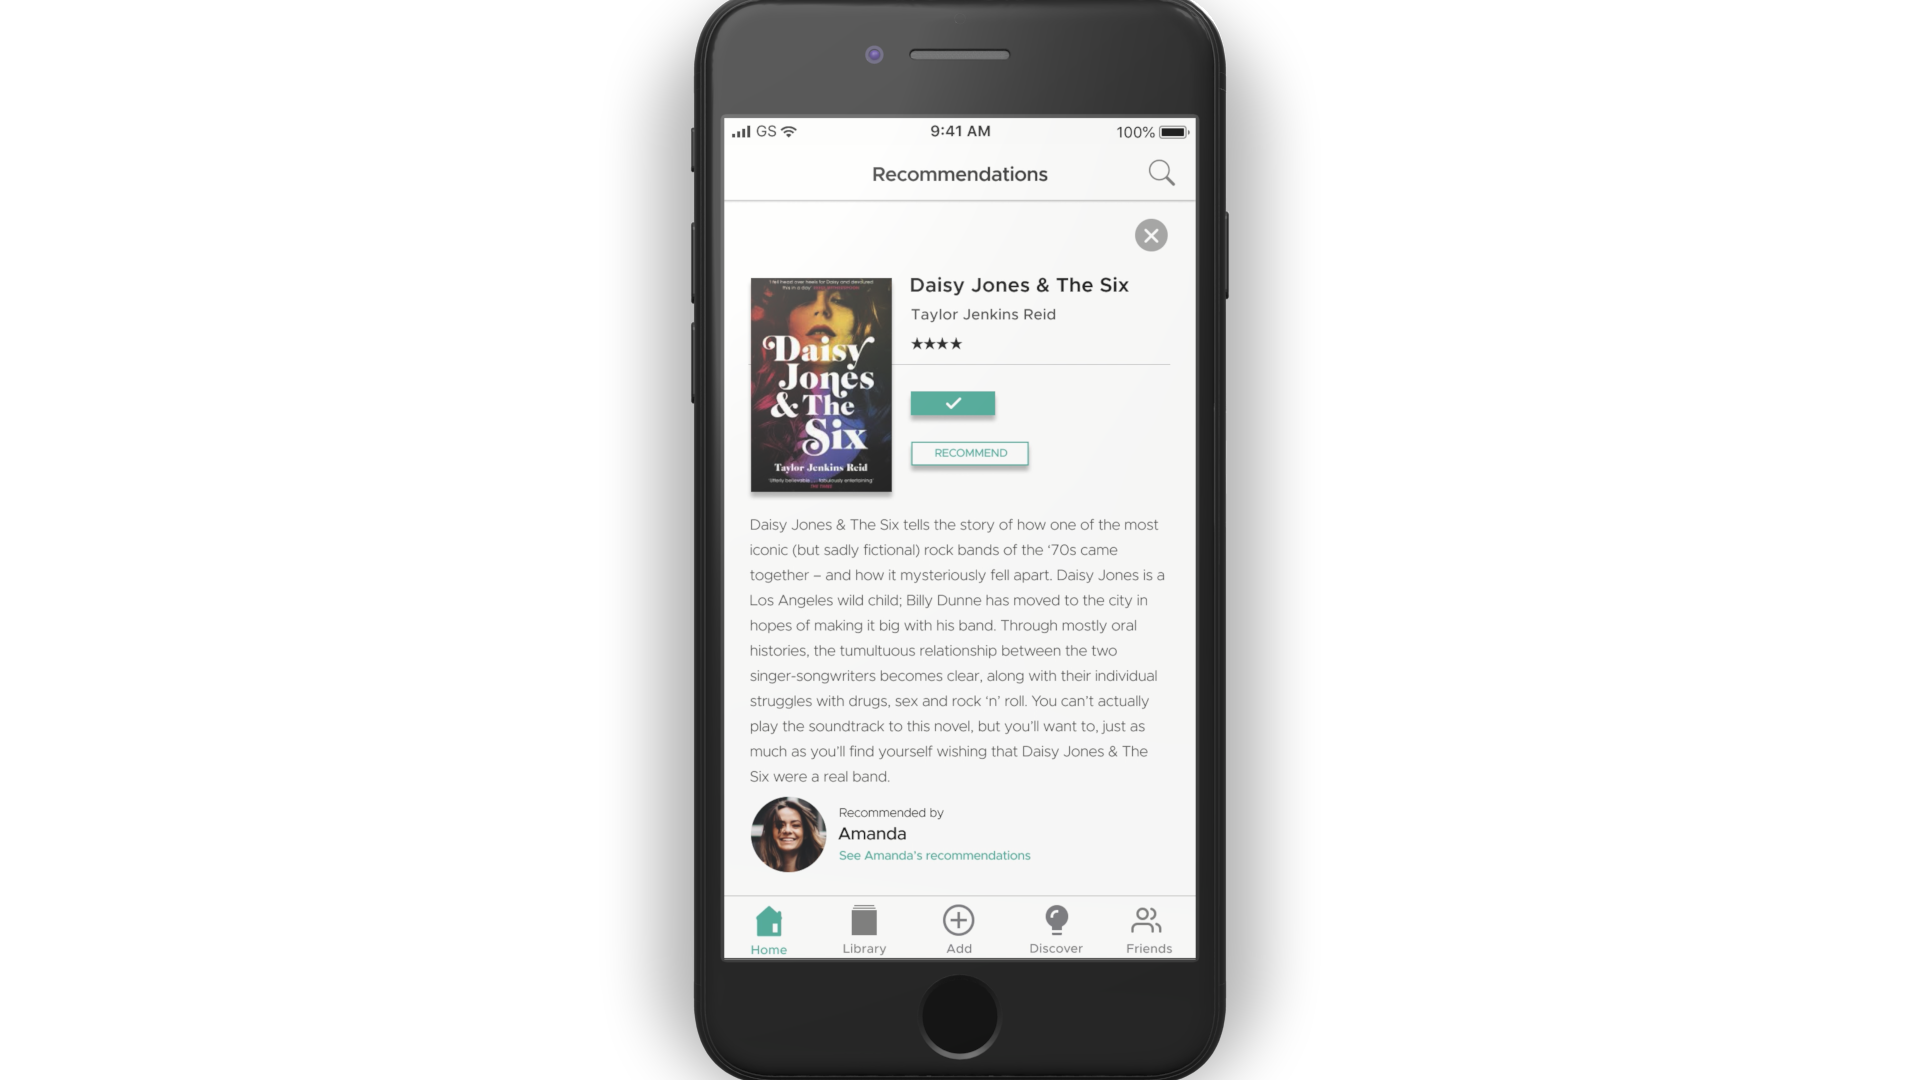 GS
9:41 AM
100%
Recommendations
Daisy Jones & The Six
Taylor Jenkins Reid
★★★★
Daisy
Jones
& The
Six
Taylor Jenkins Reid
RECOMMEND
Daisy Jones & The Six tells the story of how one of the most
iconic (but sadly fictional) rock bands of the ‘70s came
together – and how it mysteriously fell apart. Daisy Jones is a
Los Angeles wild child; Billy Dunne has moved to the city in
hopes of making it big with his band. Through mostly oral
histories, the tumultuous relationship between the two
singer-songwriters becomes clear, along with their individual
struggles with drugs, sex and rock ‘n’ roll. You can’t actually
play the soundtrack to this novel, but you’ll want to, just as
much as you’ll find yourself wishing that Daisy Jones & The
Six were a real band.
Recommended by
Amanda
See Amanda’s recommendations
Home
Library
Add
Discover
Friends